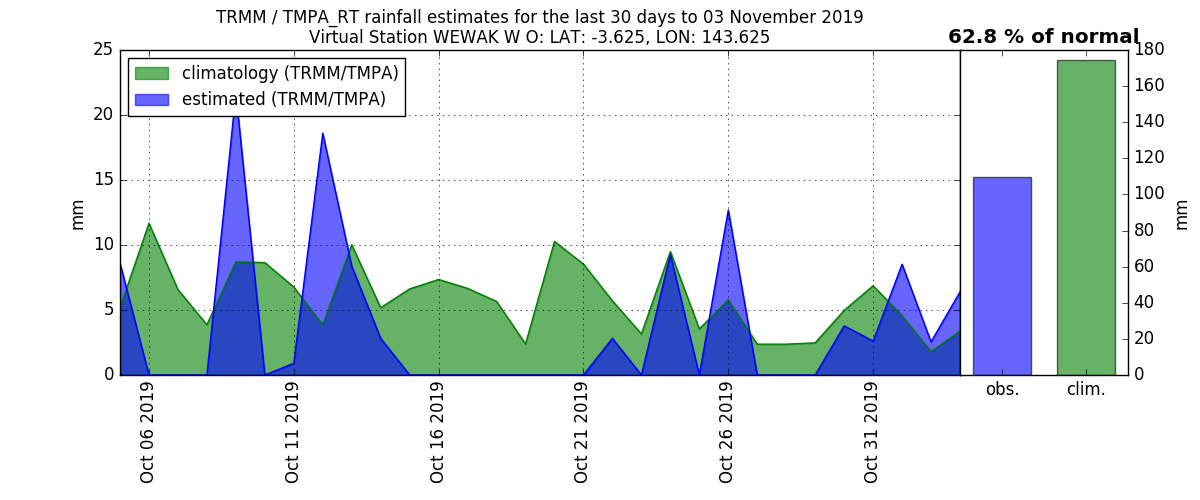 TRMM / TMPA_RT rainfall estimates for the last 30 days to 03 November 2019
Virtual Station WEWAK W O: LAT: -3.625, LON: 143.625
62.8 % of normal
climatology (TRMM/TMPA)
estimated (TRMM/TMPA)
25
20
15
10
5
0
mm
Oct 06 2019
Oct 11 2019
Oct 16 2019
Oct 21 2019
Oct 26 2019
Oct 31 2019
180
160
140
120
100
80
60
40
20
0
mm
obs.
clim.